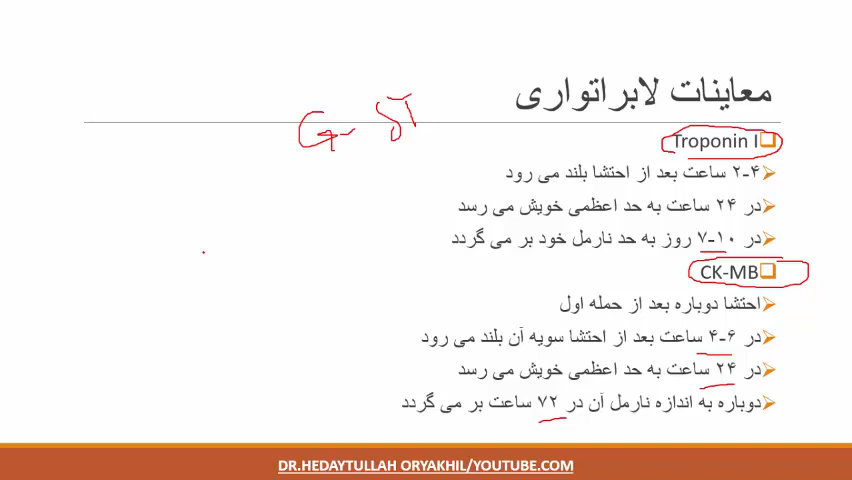 معاینات لابراتواری
Troponin I
۲-۴ ساعت بعد از احتشا بلند می رود
در ۲۴ ساعت به حد اعظمی خویش می رسد
در ۱۰-۷ روز به حد نارمل خود بر می گردد
CK-MB
احتشا دوباره بعد از حمله اول
در ۶-۴ ساعت بعد از احتشا سویه آن بلند می رود
در ۲۴ ساعت به حد اعظمی خویش می رسد
دوباره به اندازه نارمل آن در ۷۲ ساعت بر می گردد
DR.HEDAYTULLAH ORYAKHIL/YOUTUBE.COM